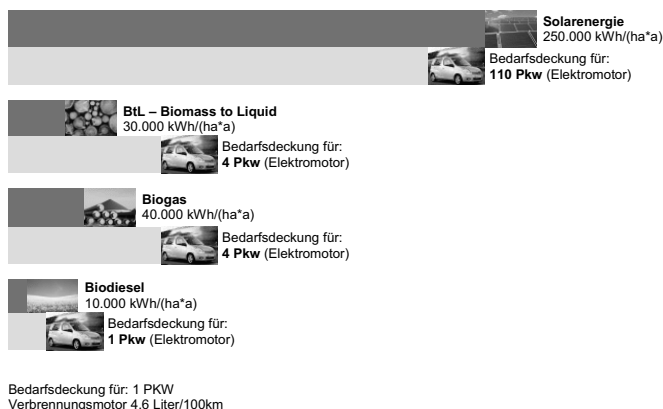 Solarenergie
250.000 kWh/(ha*a)
Bedarfsdeckung für:
110 Pkw (Elektromotor)
BtL – Biomass to Liquid
30.000 kWh/(ha*a)
Bedarfsdeckung für:
4 Pkw (Elektromotor)
Biogas
40.000 kWh/(ha*a)
Bedarfsdeckung für:
4 Pkw (Elektromotor)
Biodiesel
10.000 kWh/(ha*a)
Bedarfsdeckung für:
1 Pkw (Elektromotor)
Bedarfsdeckung für: 1 PKW
Verbrennungsmotor 4,6 Liter/100km